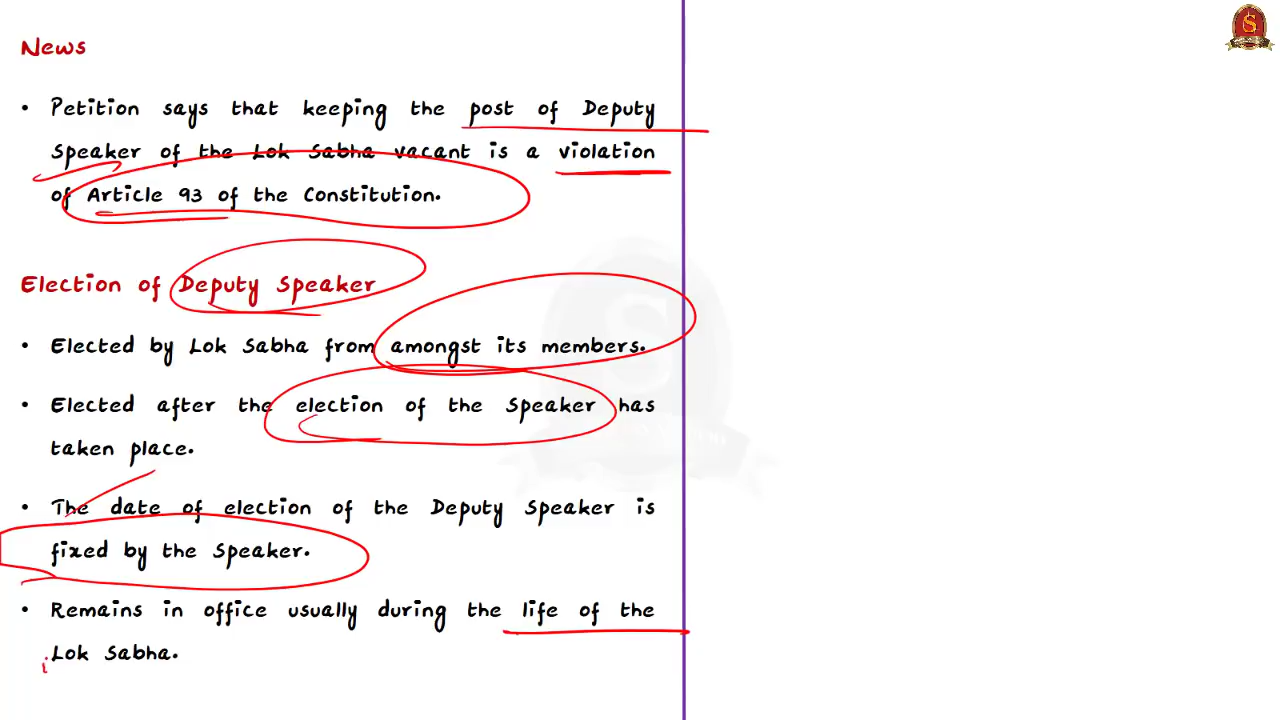 News
• Petition says that keeping the post of Deputy
Speaker of the Lok Sabha vacant is a violation
of Article 93 of the Constitution.
Election of Deputy Speaker
• Elected by Lok Sabha from amongst its members.
• Elected after the election of the Speaker has
taken place.
• The date of election of the Deputy Speaker is
fixed by the Speaker.
• Remains in office usually during the life of the
Lok Sabha.